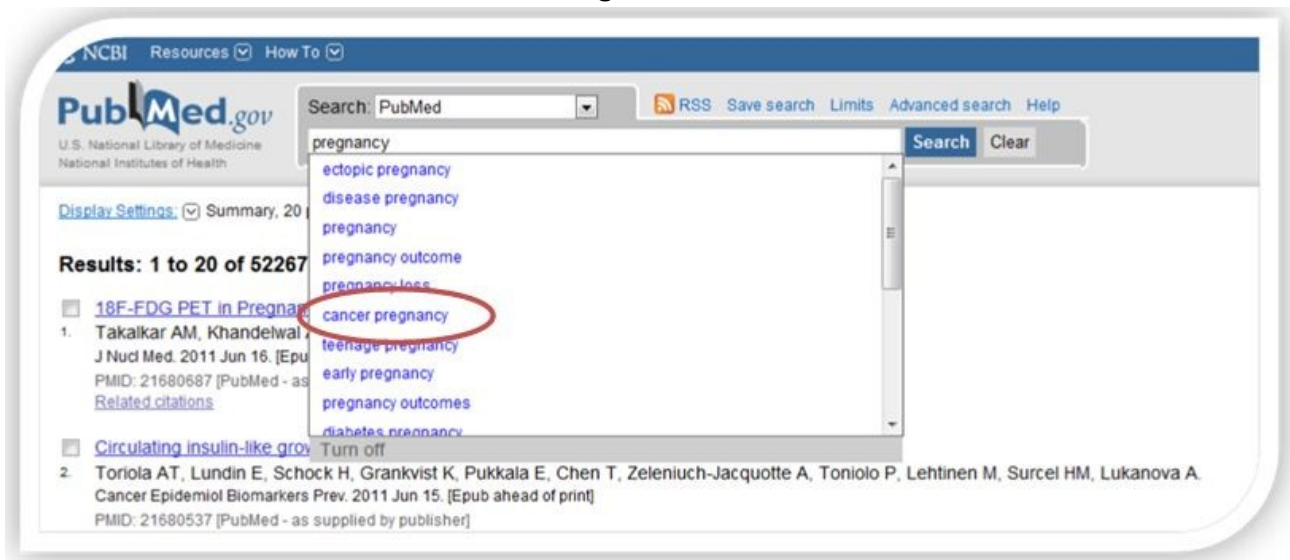 NCBI Resources How To
PubMed.gov
U.S. National Library of Medicine
National Institutes of Health
Search: PubMed
RSS Save search Limits Advanced search Help
pregnancy
Search Clear
ectopic pregnancy
disease pregnancy
pregnancy
pregnancy outcome
pregnancy loss
cancer pregnancy
teenage pregnancy
early pregnancy
pregnancy outcomes
diabetes pregnancy
Turn off
Display Settings: Summary, 20
Results: 1 to 20 of 52267
18F-FDG PET in
1. Takalkar AM, Khandelwal
J Nucl Med. 2011 Jun 16.
PMID: 21680687 [PubMed - as
Related citations
Circulating insulin-like
2. Toriola AT, Lundin E, Schock H, Grankvist K, Pukkala E, Chen T, Zeleniuch-Jacquotte A, Toniolo P, Lehtinen M, Surcel HM, Lukanova A.
Cancer Epidemiol Biomarkers Prev. 2011 Jun 15. [Epub ahead of print]
PMID: 21680537 [PubMed - as supplied by publisher]